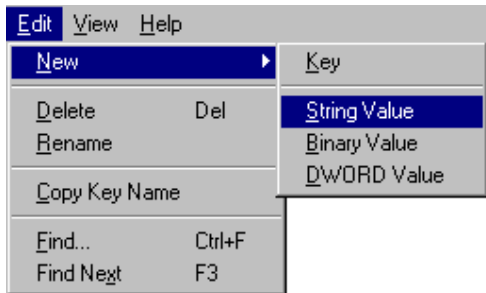 Edit View Help
New
Key
Delete Del
String Value
Rename
Binary Value
DWORD Value
Copy Key Name
Find... Ctrl+F
Find Next F3